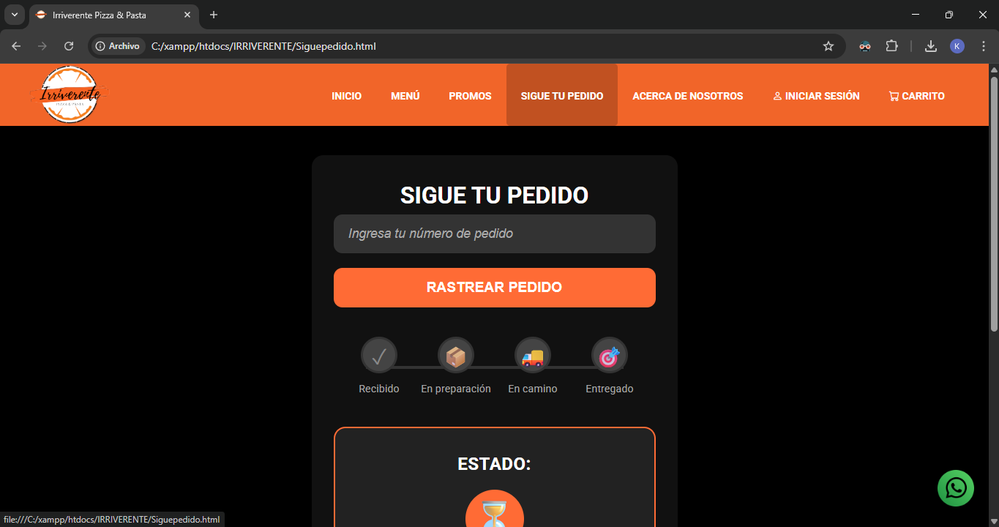 Irriverente Pizza & Pasta
Archivo
C:/xampp/htdocs/IRRIVERENTE/Siguepedido.html
K
Irriverente
PIZZA & PASTA
INICIO
MENÚ
PROMOS
SIGUE TU PEDIDO
ACERCA DE NOSOTROS
INICIAR SESIÓN
CARRITO
SIGUE TU PEDIDO
Ingresa tu número de pedido
RASTREAR PEDIDO
Recibido
En preparación
En camino
Entregado
ESTADO:
file:///C:/xampp/htdocs/IRRIVERENTE/Siguepedido.html